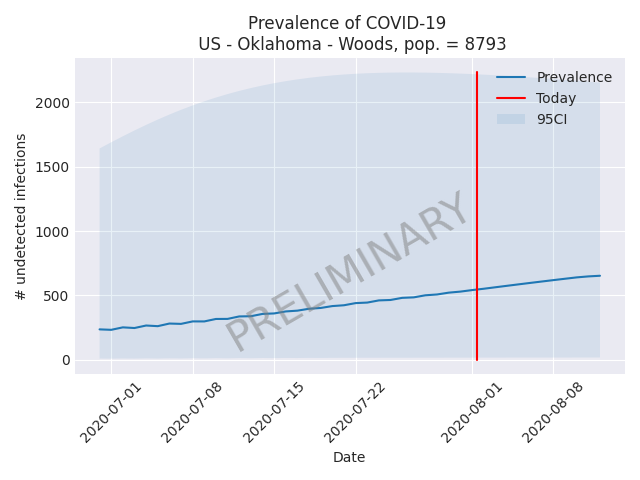 Prevalence of COVID-19
US - Oklahoma - Woods, pop. = 8793
Prevalence
Today
95CI
2000
1500
1000
500
0
# undetected infections
PRELIMINARY
2020-07-01
2020-07-08
2020-07-15
2020-07-22
2020-08-01
2020-08-08
Date